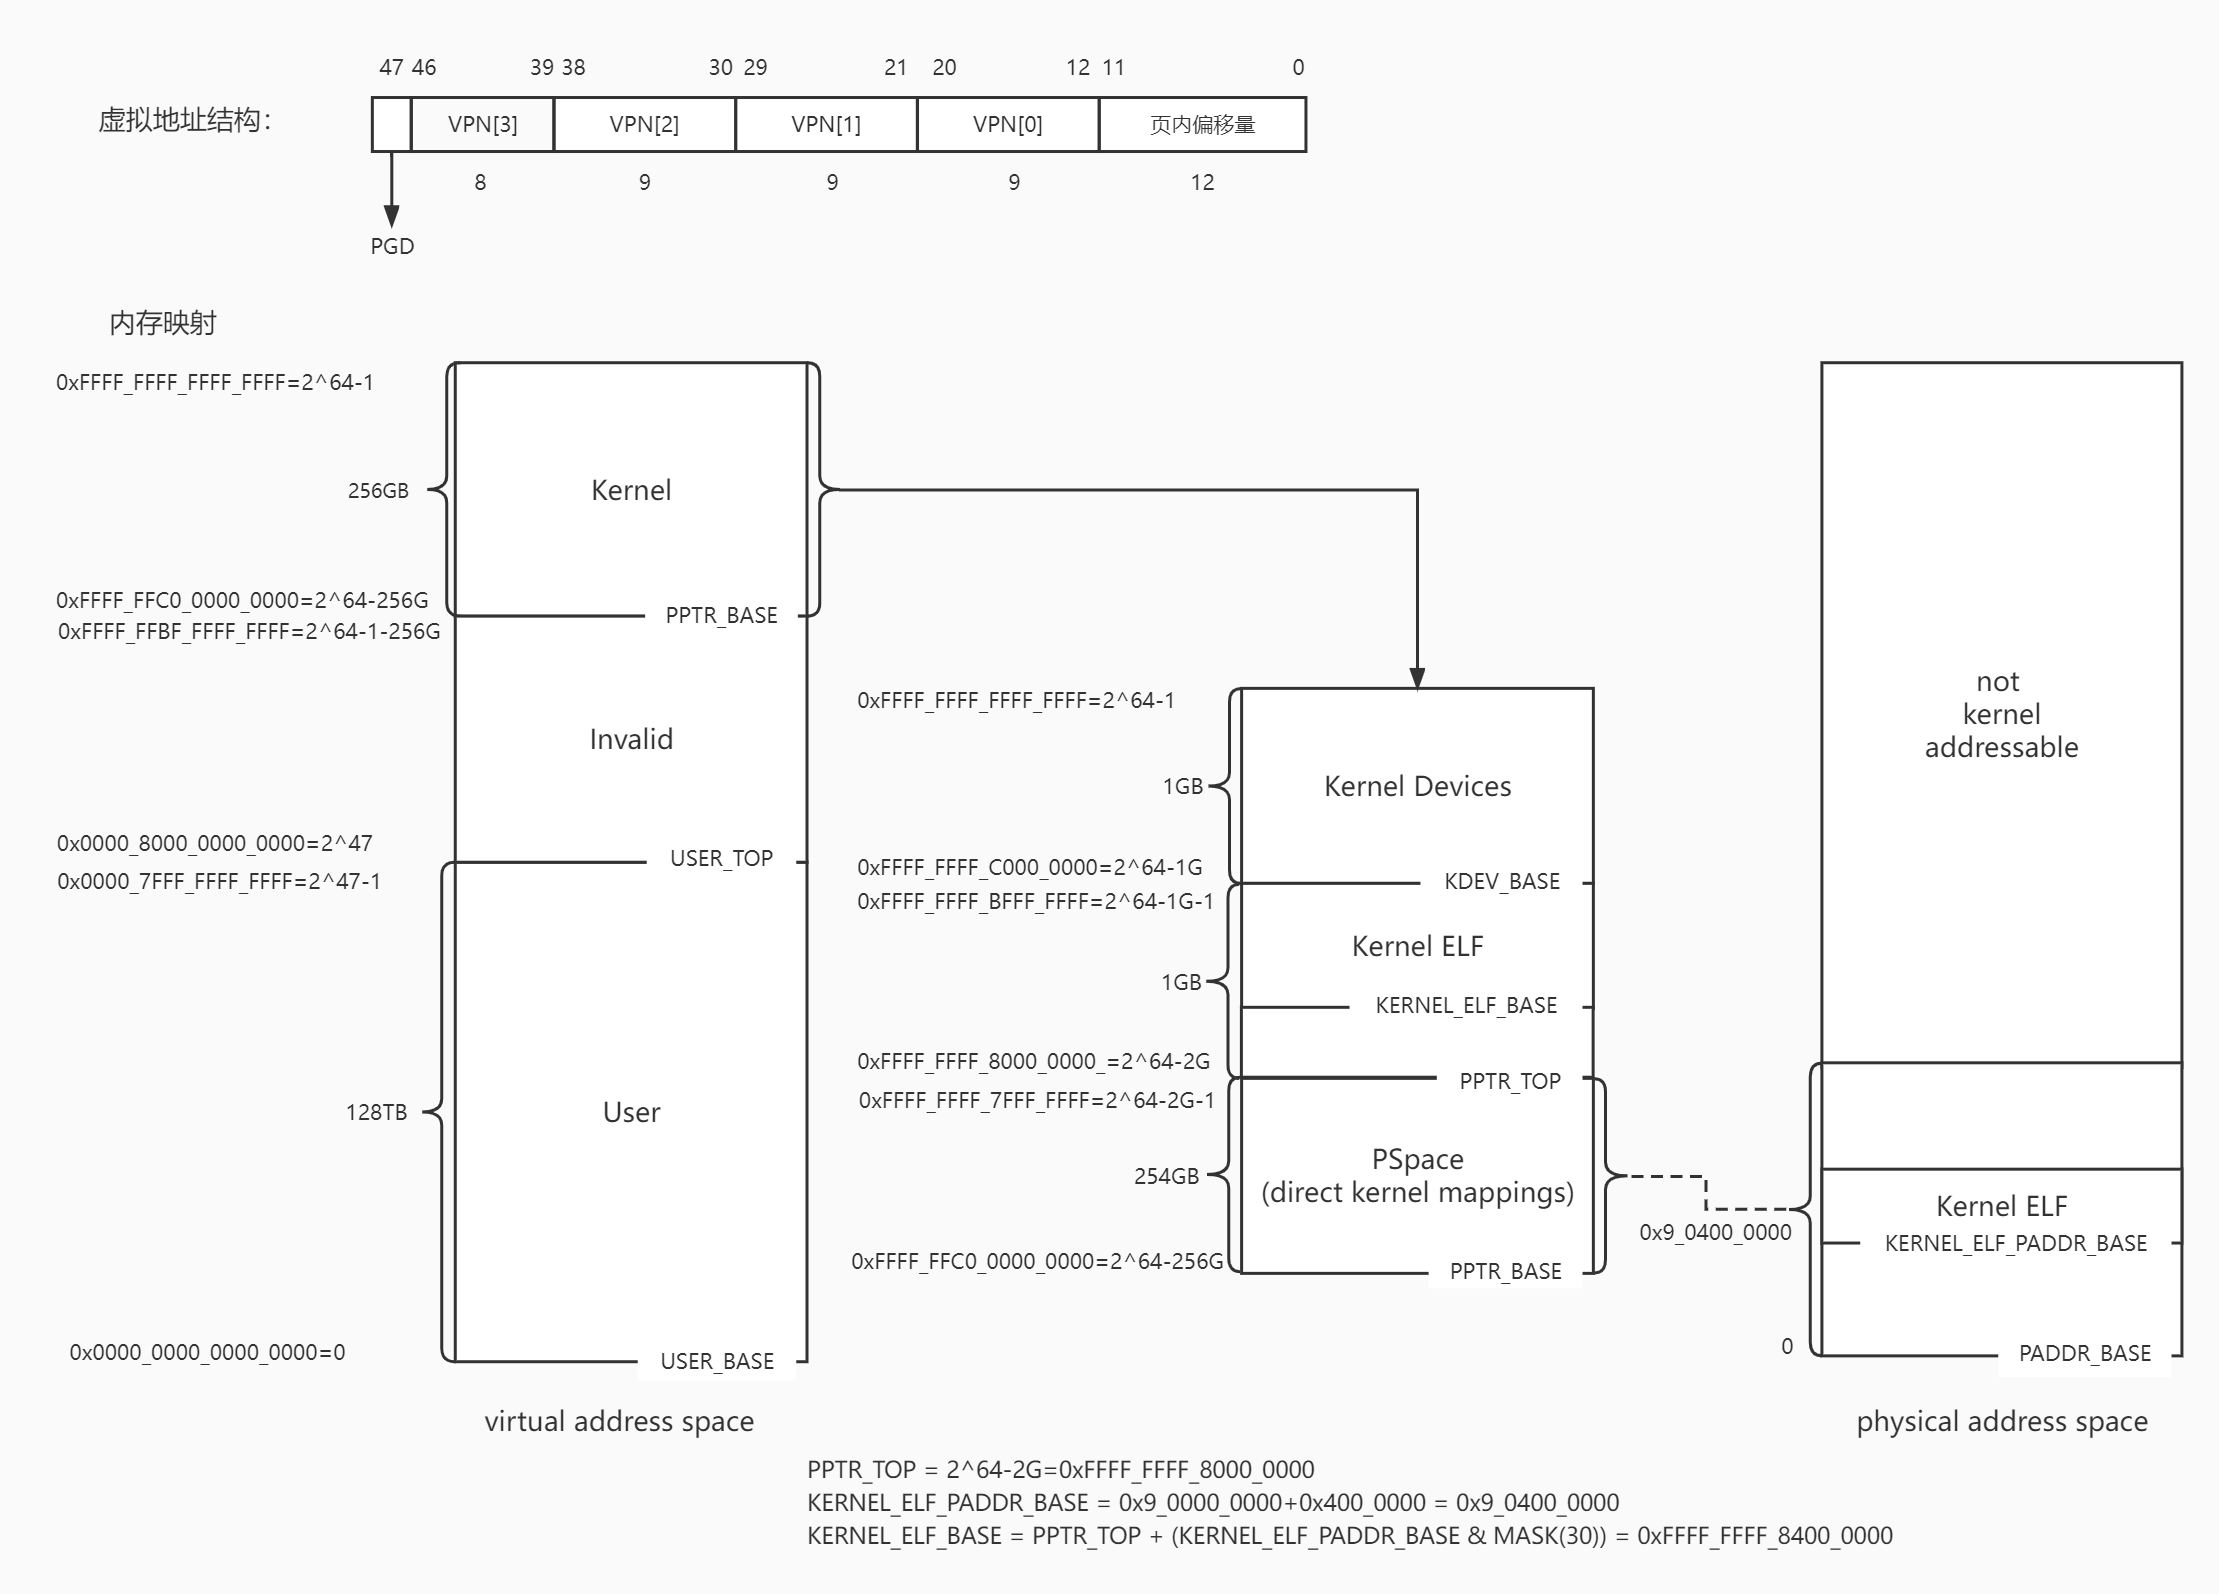 47 46 39 38 30 29 21 20 12 11 0
虚拟地址结构：
VPN[3] VPN[2] VPN[1] VPN[0] 页内偏移量
8 9 9 9 12
PGD
内存映射
0xFFFF_FFFF_FFFF_FFFF=2^64-1
256GB
Kernel
0xFFFF_FFC0_0000_0000=2^64-256G
PPTR_BASE
0xFFFF_FFBF_FFFF_FFFF=2^64-1-256G
Invalid
0x0000_8000_0000_0000=2^47
USER_TOP
0x0000_7FFF_FFFF_FFFF=2^47-1
128TB
User
0x0000_0000_0000_0000=0
USER_BASE
virtual address space
0xFFFF_FFFF_FFFF_FFFF=2^64-1
1GB
Kernel Devices
0xFFFF_FFFF_C000_0000=2^64-1G
KDEV_BASE
0xFFFF_FFFF_BFFF_FFFF=2^64-1G-1
Kernel ELF
1GB
KERNEL_ELF_BASE
0xFFFF_FFFF_8000_0000_=2^64-2G
PPTR_TOP
0xFFFF_FFFF_7FFF_FFFF=2^64-2G-1
254GB
PSpace
(direct kernel mappings)
0xFFFF_FFC0_0000_0000=2^64-256G
PPTR_BASE
not
kernel
addressable
Kernel ELF
0x9_0400_0000
KERNEL_ELF_PADDR_BASE
0
PADDR_BASE
physical address space
PPTR_TOP = 2^64-2G=0xFFFF_FFFF_8000_0000
KERNEL_ELF_PADDR_BASE = 0x9_0000_0000+0x400_0000 = 0x9_0400_0000
KERNEL_ELF_BASE = PPTR_TOP + (KERNEL_ELF_PADDR_BASE & MASK(30)) = 0xFFFF_FFFF_8400_0000